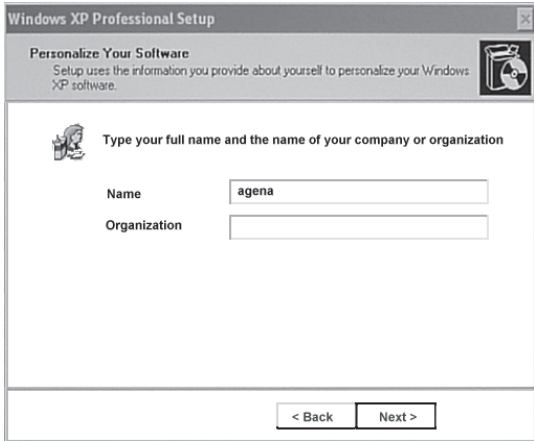 Windows XP Professional Setup
Personalize Your Software
Setup uses the information you provide about yourself to personalize your Windows
XP software.
Type your full name and the name of your company or organization
Name
agena
Organization
< Back
Next >